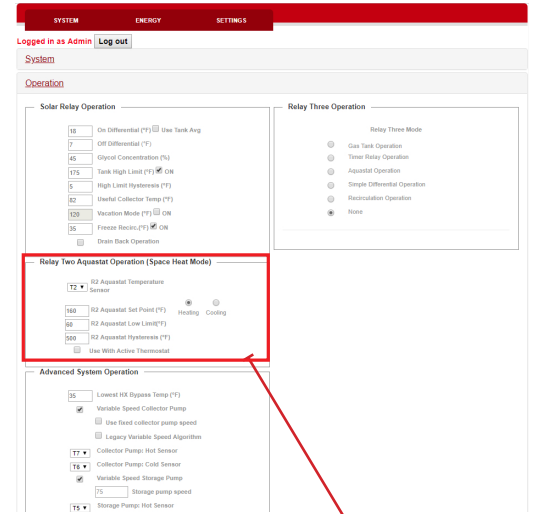 SYSTEM ENERGY SETTINGS
Logged in as Admin Log out
System
Operation
Solar Relay Operation
18 On Differential (°F) Use Tank Avg
7 Off Differential (°F)
45 Glycol Concentration (%)
175 Tank High Limit (°F) ON
5 High Limit Hysteresis (°F)
82 Useful Collector Temp (°F)
120 Vacation Mode (°F) ON
35 Freeze Recirc.(°F) ON
Drain Back Operation
Relay Three Operation
Relay Three Mode
Gas Tank Operation
Timer Relay Operation
Aquastat Operation
Simple Differential Operation
Recirculation Operation
None
Relay Two Aquastat Operation (Space Heat Mode)
T2 R2 Aquastat Temperature
Sensor
160 R2 Aquastat Set Point (°F) Heating Cooling
60 R2 Aquastat Low Limit(°F)
500 R2 Aquastat Hysteresis (°F)
Use With Active Thermostat
Advanced System Operation
35 Lowest HX Bypass Temp (°F)
Variable Speed Collector Pump
Use fixed collector pump speed
Legacy Variable Speed Algorithm
T7 Collector Pump: Hot Sensor
T6 Collector Pump: Cold Sensor
Variable Speed Storage Pump
75 Storage pump speed
T5 Storage Pump: Hot Sensor